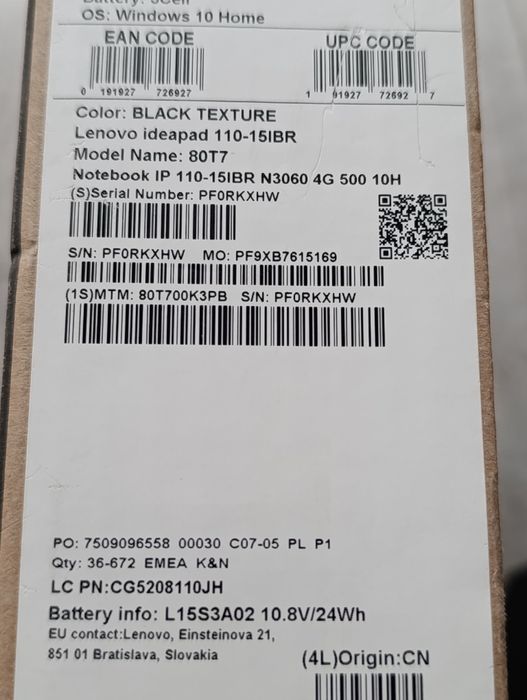 OS: Windows 10 Home
EAN CODE
UPC CODE
0 191927 726927
1 91927 72692 7
Color: BLACK TEXTURE
Lenovo ideapad 110-15IBR
Model Name: 80T7
Notebook IP 110-15IBR N3060 4G 500 10H
(S)Serial Number: PF0RKXHW
S/N: PF0RKXHW MO: PF9XB7615169
(1S)MTM: 80T700K3PB S/N: PF0RKXHW
PO: 7509096558 00030 C07-05 PL P1
Qty: 36-672 EMEA K&N
LC PN:CG5208110JH
Battery info: L15S3A02 10.8V/24Wh
EU contact:Lenovo, Einsteinova 21,
851 01 Bratislava, Slovakia
(4L)Origin:CN